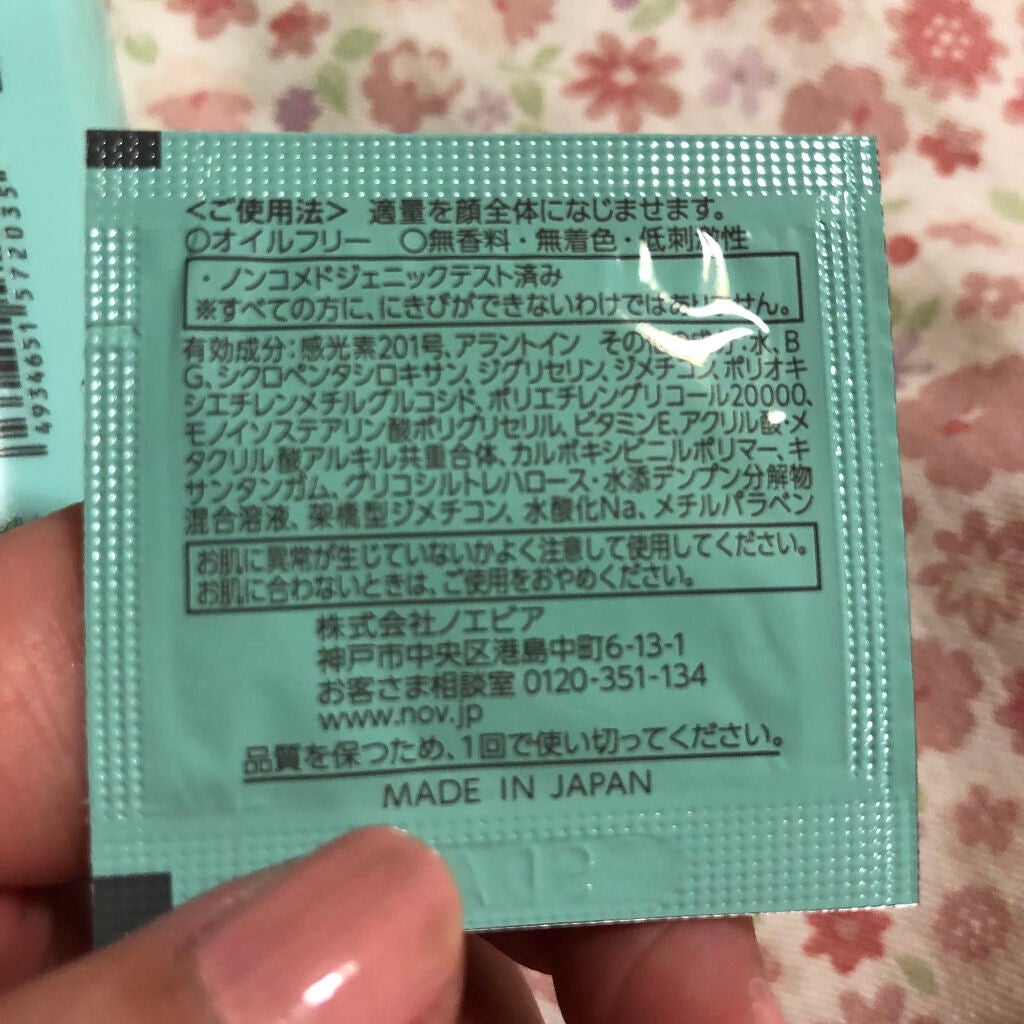 <ご使用法> 適量を顔全体になじませます。
○オイルフリー ○無香料・無着色・低刺激性
・ノンコメドジェニックテスト済み
※すべての方に、にきびができないわけではありません。
有効成分:感光素201号、アラントイン その他の成分:水、B
G、シクロペンタシロキサン、ジグリセリン、ジメチコン、ポリオキ
シエチレンメチルグルコシド、ポリエチレングリコール20000、
モノイソステアリン酸ポリグリセリル、ビタミンE、アクリル酸・メ
タクリル酸アルキル共重合体、カルボキシビニルポリマー、キ
サンタンガム、グリコシルトレハロース・水添デンプン分解物
混合溶液、架橋型ジメチコン、水酸化Na、メチルパラベン
お肌に異常が生じていないかよく注意して使用してください。
お肌に合わないときは、ご使用をおやめください。
株式会社ノエビア
神戸市中央区港島中町6-13-1
お客さま相談室 0120-351-134
www.nov.jp
品質を保つため、1回で使い切ってください。
MADE IN JAPAN